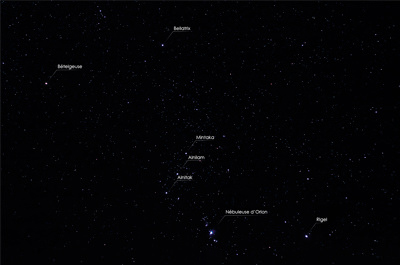 Bellatrix
Bételgeuse
Mintaka
Alnilam
Alnitak
Nébuleuse d'Orion
Rigel